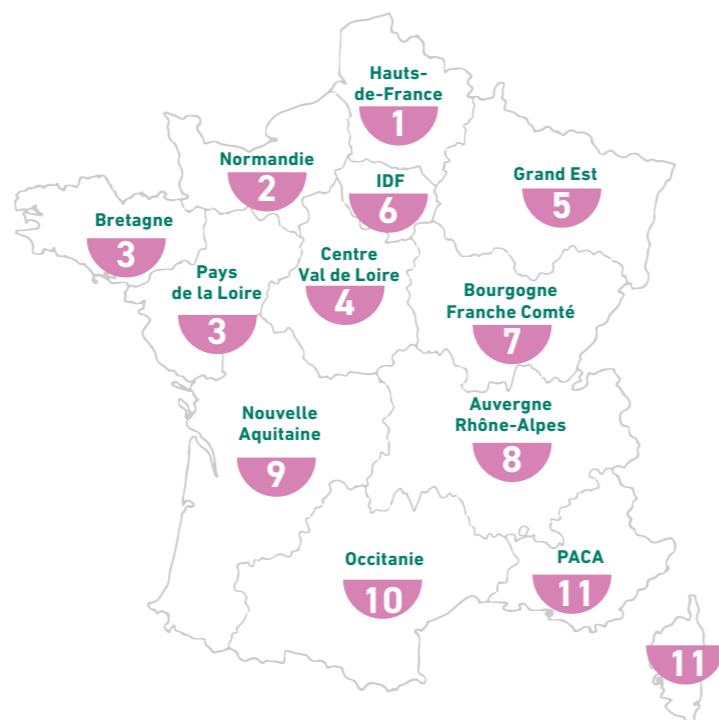 Hauts-
de-France
1
Normandie
2
IDF
6
Grand Est
5
Bretagne
3
Pays
de la Loire
3
Centre
Val de Loire
4
Bourgogne
Franche Comté
7
Nouvelle
Aquitaine
9
Auvergne
Rhône-Alpes
8
Occitanie
10
PACA
11
11